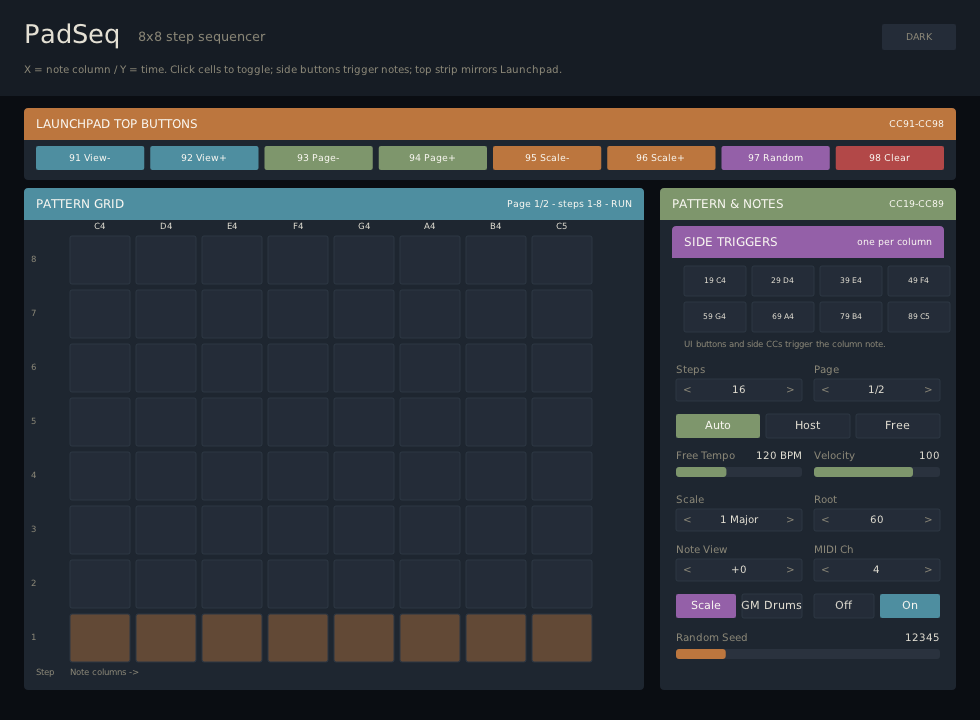 PadSeq 8x8 step sequencer DARK
X = note column / Y = time. Click cells to toggle; side buttons trigger notes; top strip mirrors Launchpad.
LAUNCHPAD TOP BUTTONS CC91-CC98
91 View- 92 View+ 93 Page- 94 Page+ 95 Scale- 96 Scale+ 97 Random 98 Clear
PATTERN GRID Page 1/2 - steps 1-8 - RUN
C4 D4 E4 F4 G4 A4 B4 C5
8
7
6
5
4
3
2
1
Step Note columns ->
PATTERN & NOTES CC19-CC89
SIDE TRIGGERS one per column
19 C4 29 D4 39 E4 49 F4
59 G4 69 A4 79 B4 89 C5
UI buttons and side CCs trigger the column note.
Steps Page
< 16 > < 1/2 >
Auto Host Free
Free Tempo 120 BPM Velocity 100
Scale Root
< 1 Major > < 60 >
Note View MIDI Ch
< +0 > < 4 >
Scale GM Drums Off On
Random Seed 12345